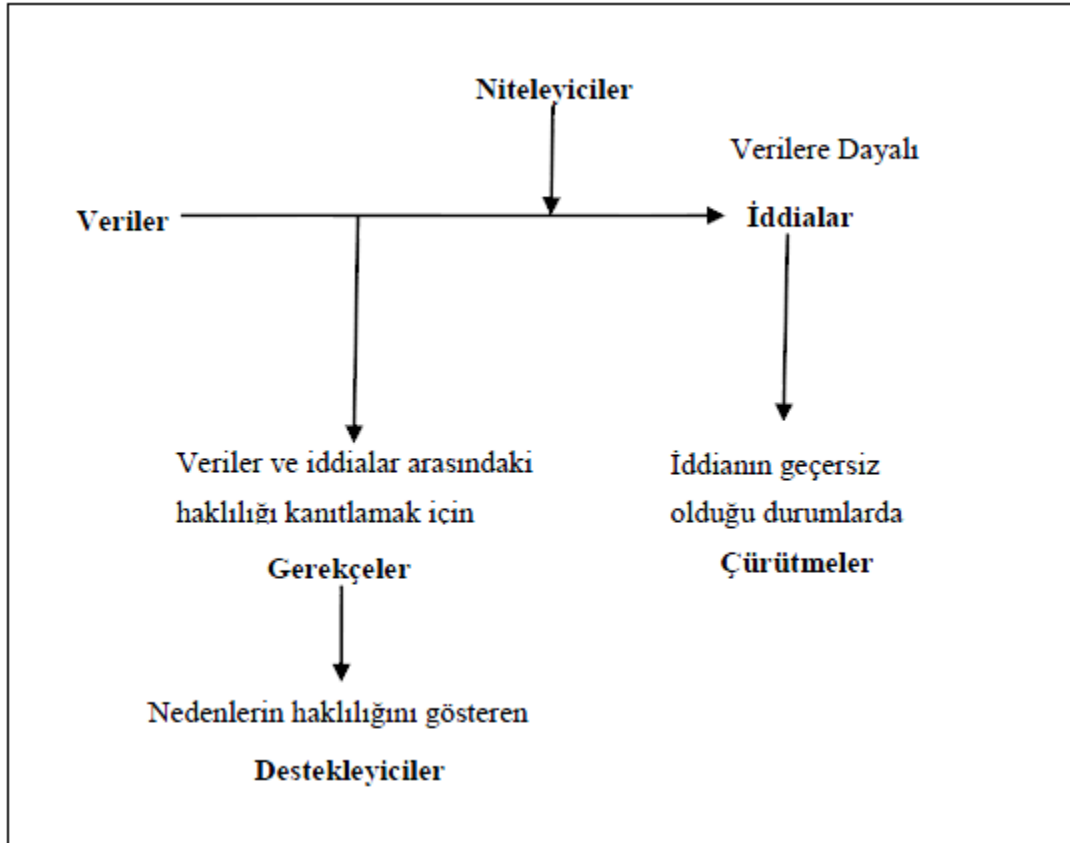 Niteleyiciler
Verilere Dayalı
Veriler
İddialar
Veriler ve iddialar arasındaki
haklılığı kanıtlamak için
Gerekçeler
İddianın geçersiz
olduğu durumlarda
Çürütmeler
Nedenlerin haklılığını gösteren
Destekleyiciler